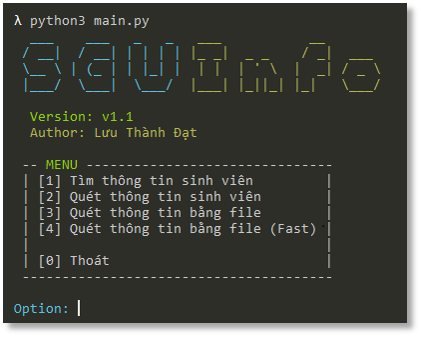 λ python3 main.py
SGU Info
Version: v1.1
Author: Lưu Thành Đạt
-- MENU -------------------------------
| [1] Tìm thông tin sinh viên |
| [2] Quét thông tin sinh viên |
| [3] Quét thông tin bằng file |
| [4] Quét thông tin bằng file (Fast) |
| |
| [0] Thoát |
---------------------------------------
Option: